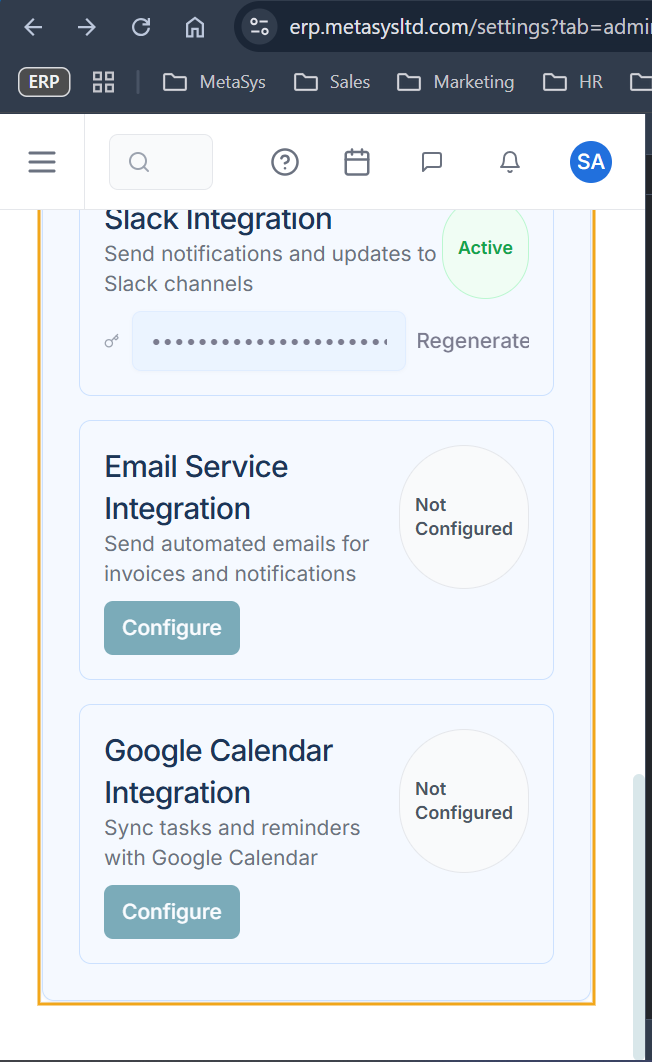 erp.metasysltd.com/settings?tab=admi
ERP MetaSys Sales Marketing HR
SA
Slack Integration
Send notifications and updates to
Slack channels
Active
Regenerate
Email Service
Integration
Send automated emails for
invoices and notifications
Not
Configured
Configure
Google Calendar
Integration
Sync tasks and reminders
with Google Calendar
Not
Configured
Configure